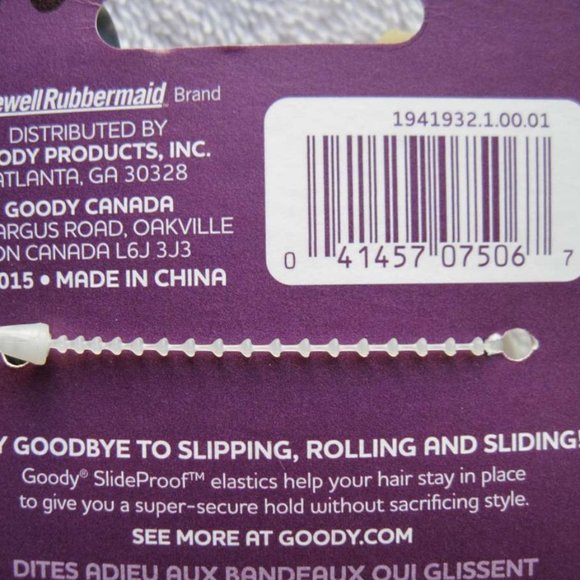 ewellRubbermaid Brand
DISTRIBUTED BY
ODY PRODUCTS, INC.
ATLANTA, GA 30328
GOODY CANADA
ARGUS ROAD, OAKVILLE
ON CANADA L6J 3J3
015 • MADE IN CHINA
1941932.1.00.01
0 41457 07506 7
Y GOODBYE TO SLIPPING, ROLLING AND SLIDING!
Goody® SlideProof™ elastics help your hair stay in place
to give you a super-secure hold without sacrificing style.
SEE MORE AT GOODY.COM
DITES ADIEU AUX BANDEAUX QUI GLISSENT